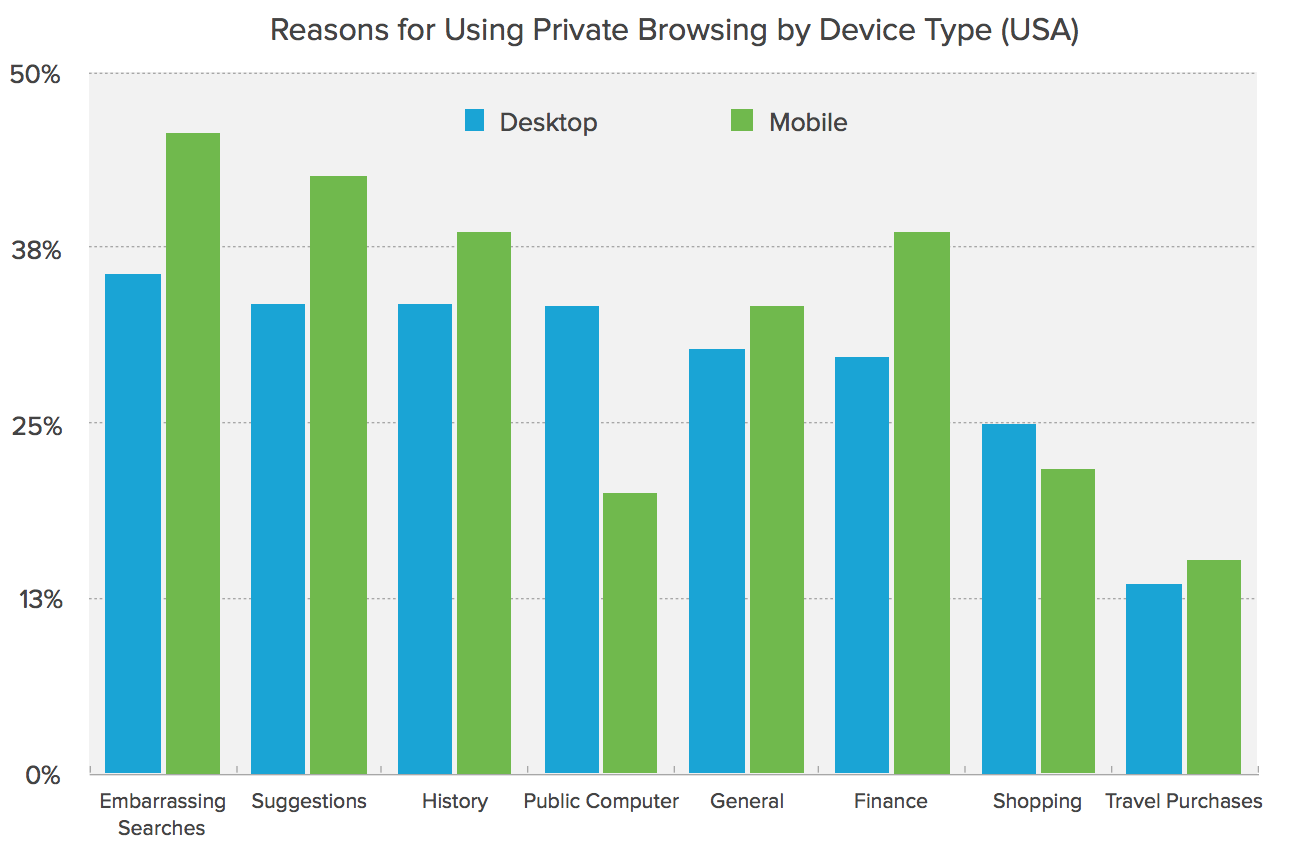 Reasons for Using Private Browsing by Device Type (USA)
50%
Desktop
Mobile
38%
25%
13%
0%
Embarrassing
Searches
Suggestions
History
Public Computer
General
Finance
Shopping
Travel Purchases